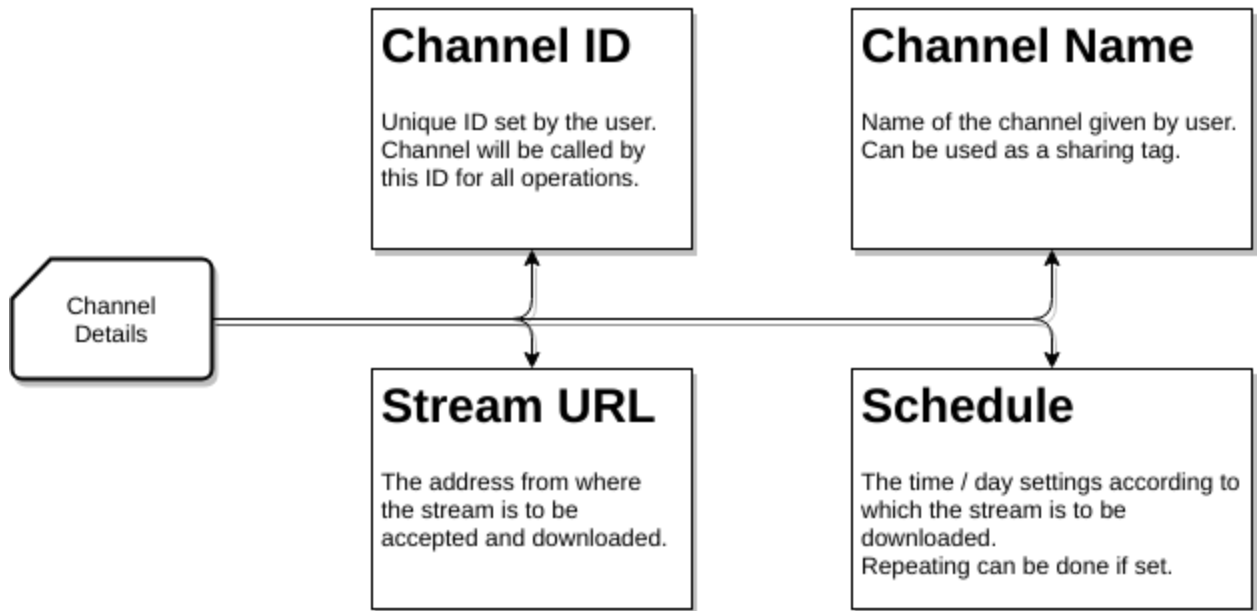 Channel ID
Unique ID set by the user.
Channel will be called by
this ID for all operations.
Channel Name
Name of the channel given by user.
Can be used as a sharing tag.
Channel
Details
Stream URL
The address from where
the stream is to be
accepted and downloaded.
Schedule
The time / day settings according to
which the stream is to be
downloaded.
Repeating can be done if set.